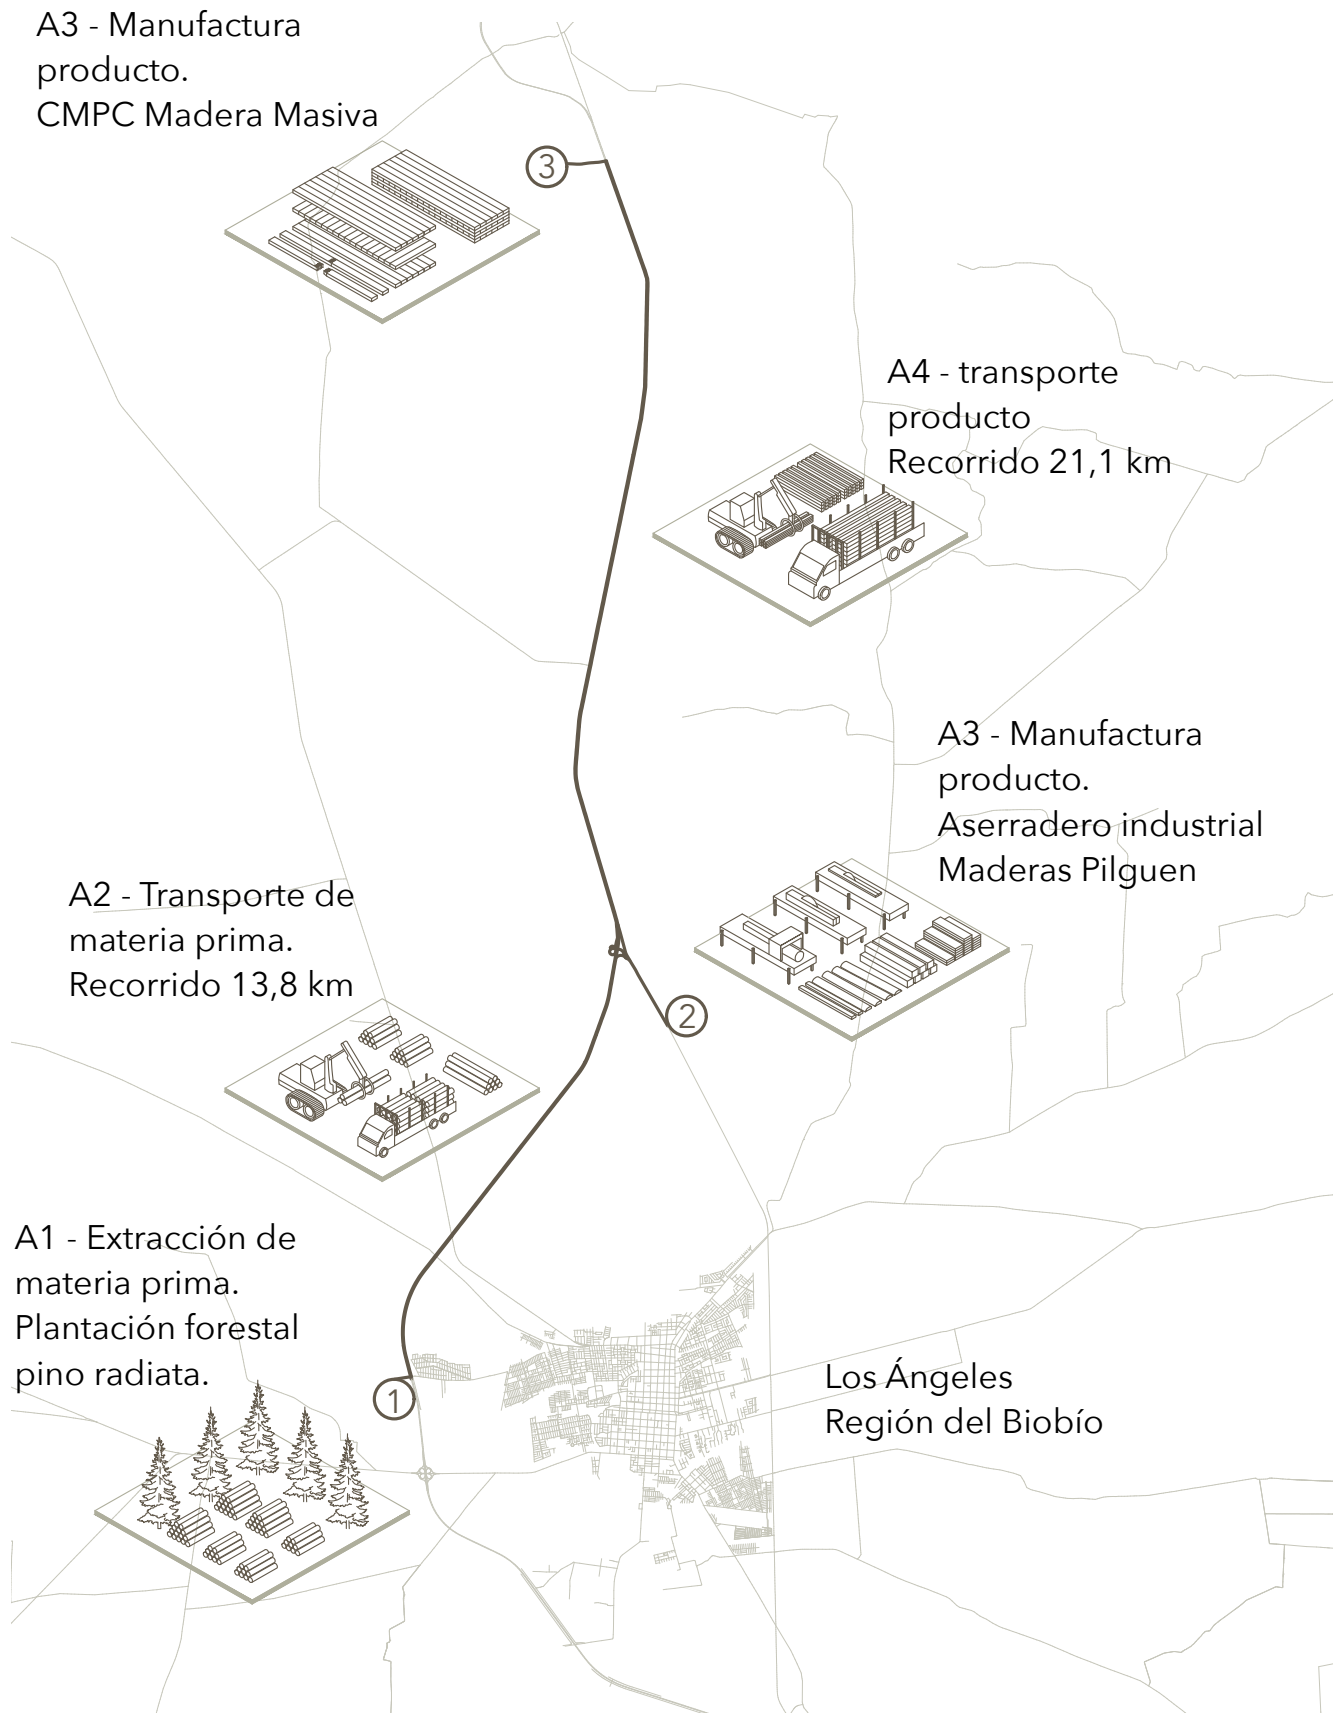 A3 - Manufactura
producto.
CMPC Madera Masiva
3
A4 - transporte
producto
Recorrido 21,1 km
A3 - Manufactura
producto.
Aserradero industrial
Maderas Pilguen
A2 - Transporte de
materia prima.
Recorrido 13,8 km
2
A1 - Extracción de
materia prima.
Plantación forestal
pino radiata.
1
Los Ángeles
Región del Biobío